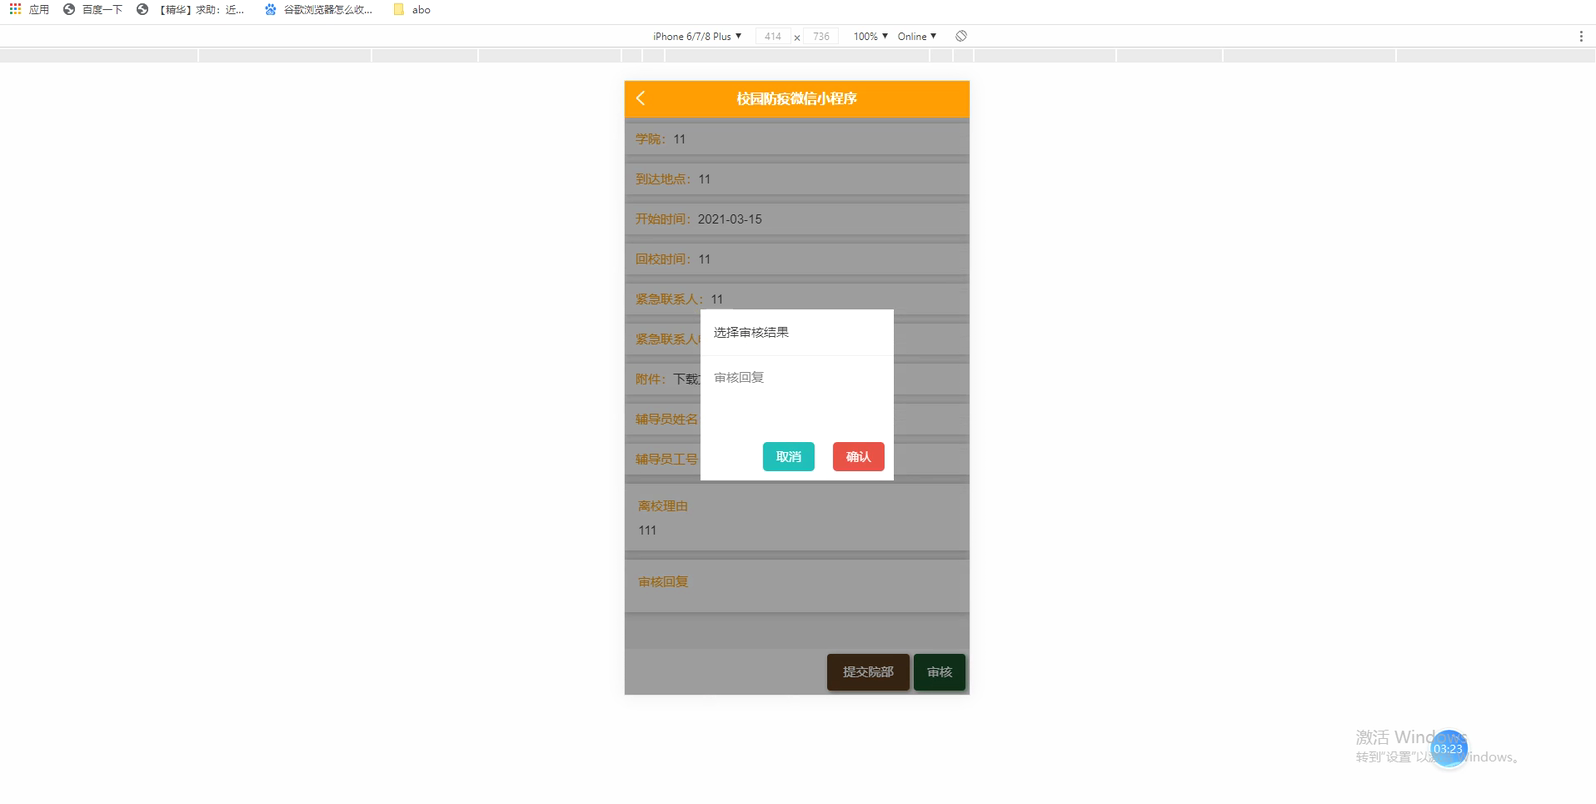 应用 百度一下 【精华】求助：近... 谷歌浏览器怎么收... abo
iPhone 6/7/8 Plus ▼ 414 x 736 100% ▼ Online ▼
校园防疫微信小程序
学院：11
到达地点：11
开始时间：2021-03-15
回校时间：11
紧急联系人：11
选择审核结果
紧急联系人
审核回复
附件：下载
辅导员姓名
辅导员工号
取消 确认
离校理由
111
审核回复
提交院部 审核
激活 Windows
03:23
转到"设置"以 Windows。